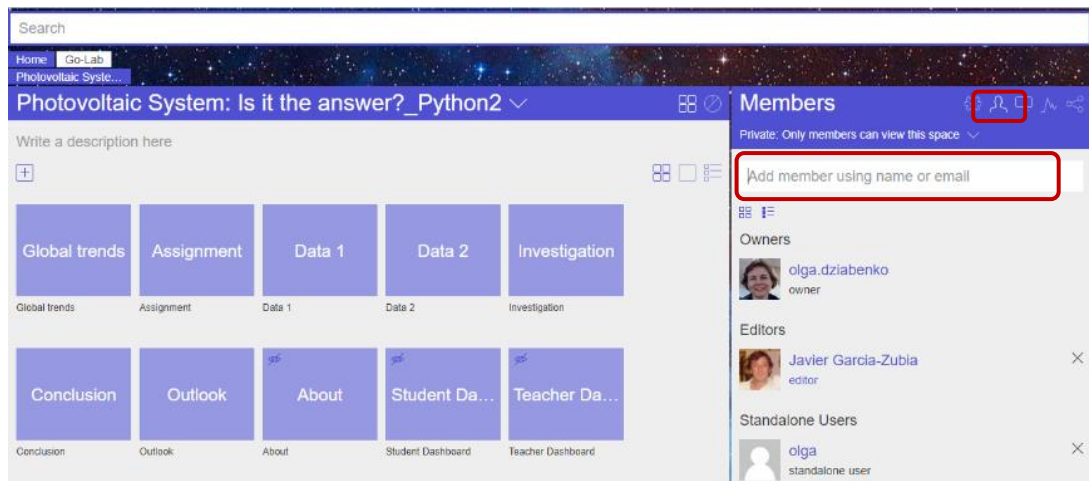 Search
Home Go-Lab
Photovoltaic Syste...
Photovoltaic System: Is it the answer?_Python2
Write a description here
Global trends Assignment Data 1 Data 2 Investigation
Global trends Assignment Data 1 Data 2 Investigation
Conclusion Outlook About Student Da... Teacher Da...
Conclusion Outlook About Student Dashboard Teacher Dashboard
Members
Private: Only members can view this space
Add member using name or email
Owners
olga.dziabenko
owner
Editors
Javier Garcia-Zubia
editor
Standalone Users
olga
standalone user